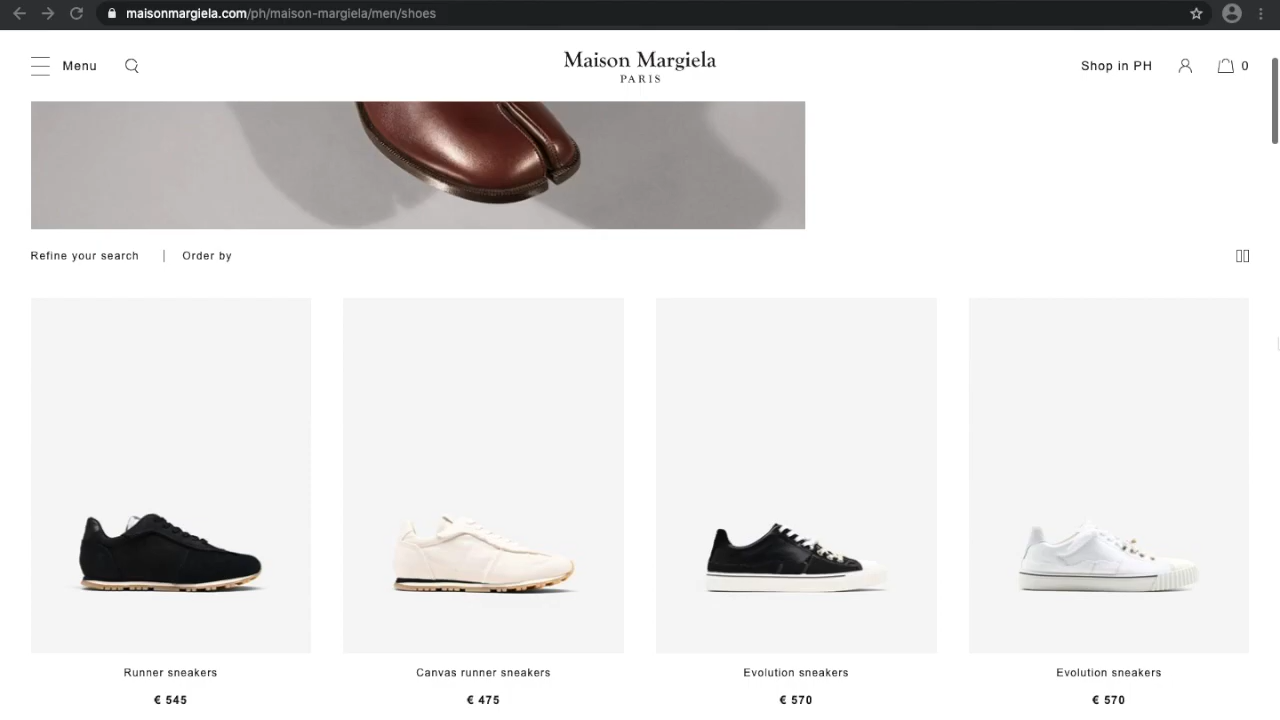 maisonmargiela.com/ph/maison-margiela/men/shoes
Menu
Maison Margiela
PARIS
Shop in PH
0
Refine your search | Order by
Runner sneakers
Canvas runner sneakers
Evolution sneakers
Evolution sneakers
€ 545
€ 475
€ 570
€ 570